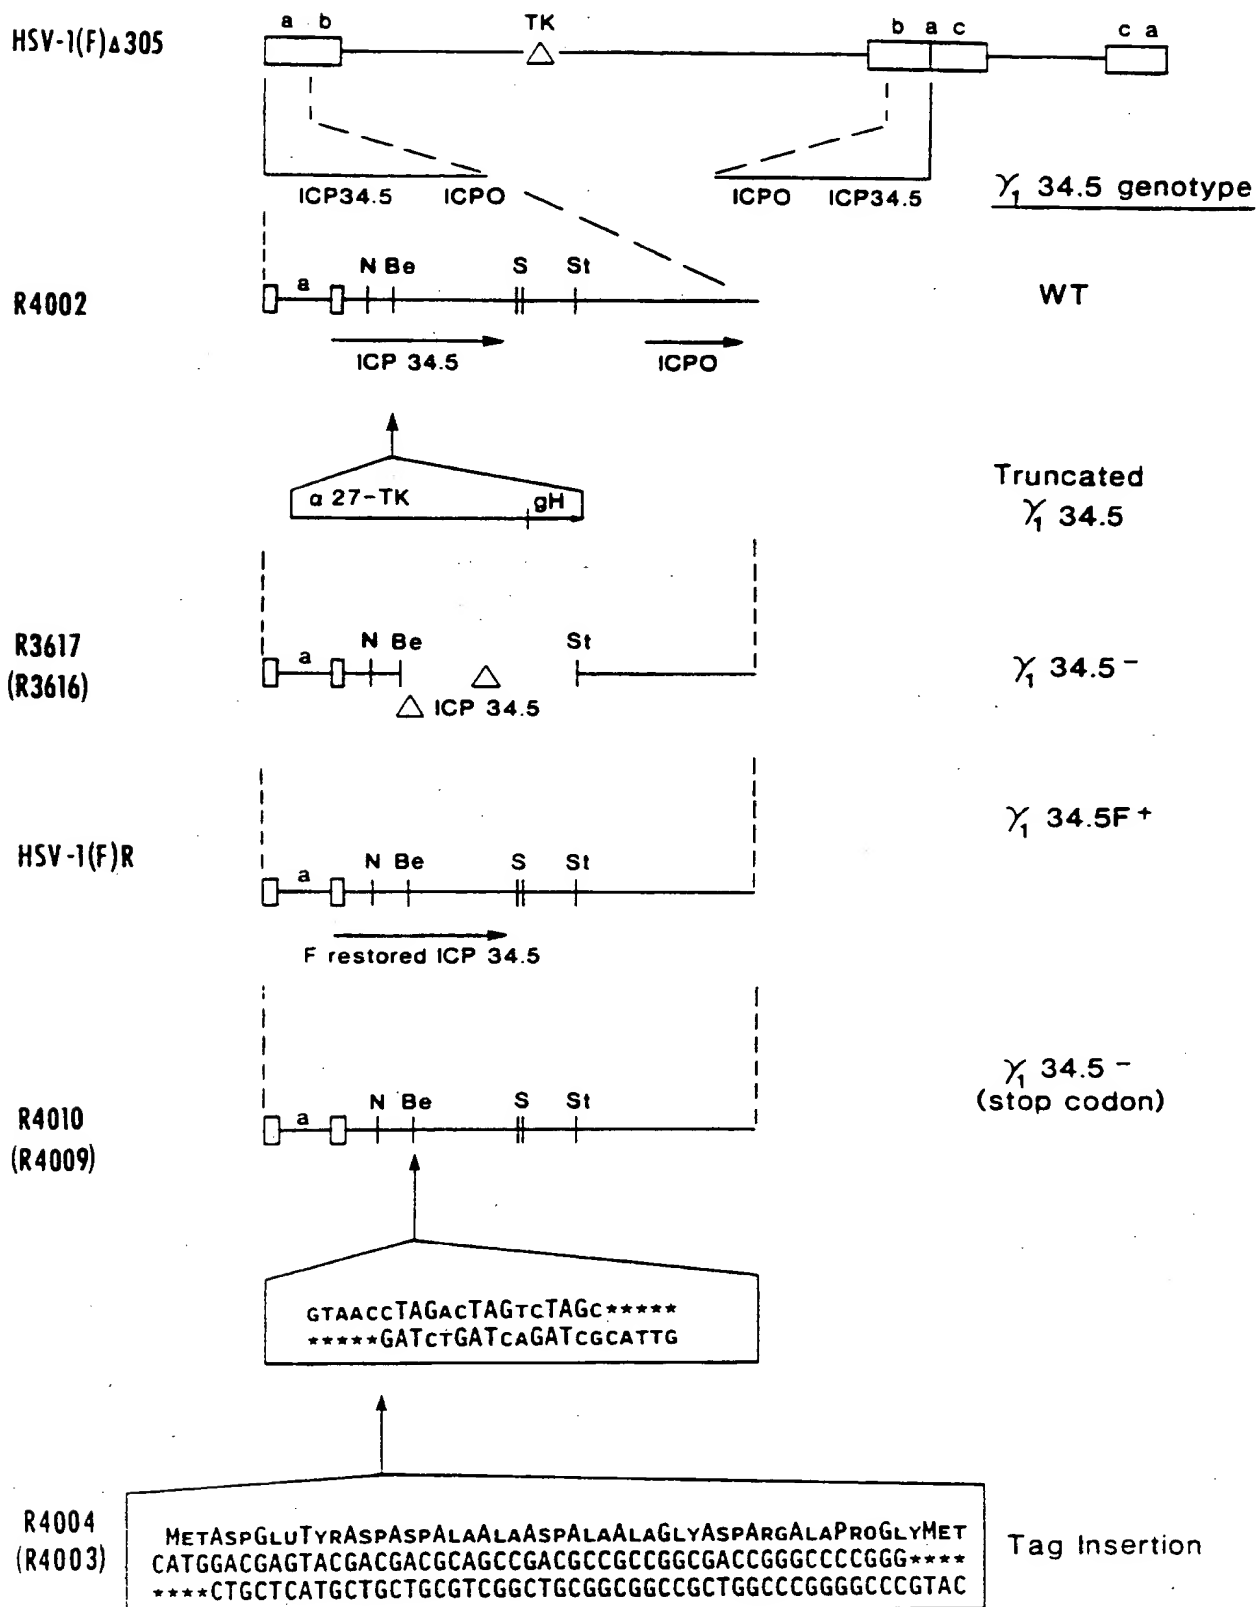 HSV-1(F)Δ305
a b TK b a c c a
ICP34.5 ICPO ICPO ICP34.5
γ1 34.5 genotype
R4002
a N Be S St
WT
ICP 34.5 ICPO
α 27-TK gH
Truncated
γ1 34.5
R3617
(R3616)
a N Be St
γ1 34.5 -
ICP 34.5
γ1 34.5F +
HSV-1(F)R
a N Be S St
F restored ICP 34.5
γ1 34.5 -
(stop codon)
R4010
(R4009)
a N Be S St
GTAACCTAGACTAGTCTAGC*****
*****GATCTGATCAGATCGCATTG
R4004
(R4003)
METASPGLUTYRASPASPALAALAASPALAALAGLYASPARGALAPROGLYMET
CATGGACGAGTACGACGACGCAGCCGACGCCGCCGGCGACCGGGCCCCGGG****
****CTGCTCATGCTGCTGCGTCGGCTGCGGCGGCCGCTGGCCCGGGGCCCGTAC
Tag Insertion